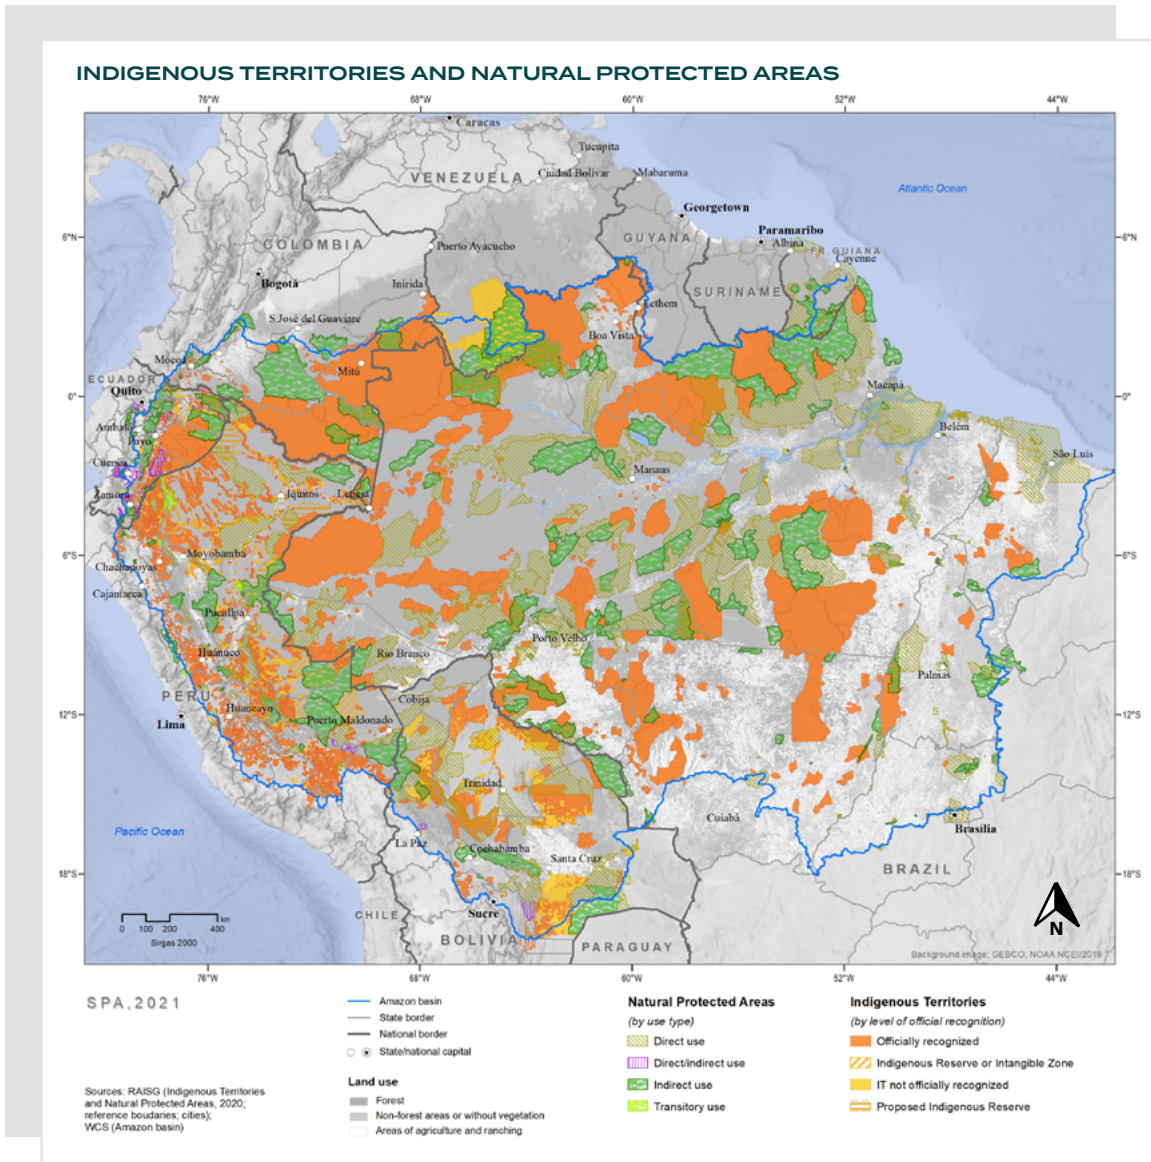 INDIGENOUS TERRITORIES AND NATURAL PROTECTED AREAS
76°W 68°W 60°W 52°W 44°W
Caracas
Tucupita
VENEZUELA
Ciudad Bolivar
Mabaruma
Atlantic Ocean
Georgetown
Paramaribo
6°N
COLOMBIA
Puerto Ayacucho
GUYANA
Albina
FR. GUIANA
6°N
Cayenne
Bogotá
Inírida
SURINAME
Lethem
S José del Guaviare
Boa Vista
Mocoa
Mitú
ECUADOR
Quito
Macapá
0°
0°
Ambato
Puyo
Belém
Cuenca
São Luis
Manaus
Zamora
Iquitos
Leticia
6°S
Moyobamba
6°S
Chachapoyas
Cajamarca
Pucallpa
Porto Velho
Huánuco
Rio Branco
Palmas
PERU
Cobija
Huancayo
12°S
Lima
Puerto Maldonado
12°S
Trinidad
Cuiabá
Pacific Ocean
Brasilia
La Paz
Cochabamba
Santa Cruz
18°S
BRAZIL
18°S
CHILE
Sucre
0 100 200 400 km
Sirgas 2000
BOLIVIA
PARAGUAY
N
Background image: GEBCO; NOAA NCEI/2019
76°W 68°W 60°W 52°W 44°W
SPA,2021
Amazon basin
State border
National border
State/national capital
Land use
Forest
Non-forest areas or without vegetation
Areas of agriculture and ranching
Natural Protected Areas
(by use type)
Direct use
Direct/indirect use
Indirect use
Transitory use
Indigenous Territories
(by level of official recognition)
Officially recognized
Indigenous Reserve or Intangible Zone
IT not officially recognized
Proposed Indigenous Reserve
Sources: RAISG (Indigenous Territories
and Natural Protected Areas, 2020;
reference boudaries; cities);
WCS (Amazon basin)